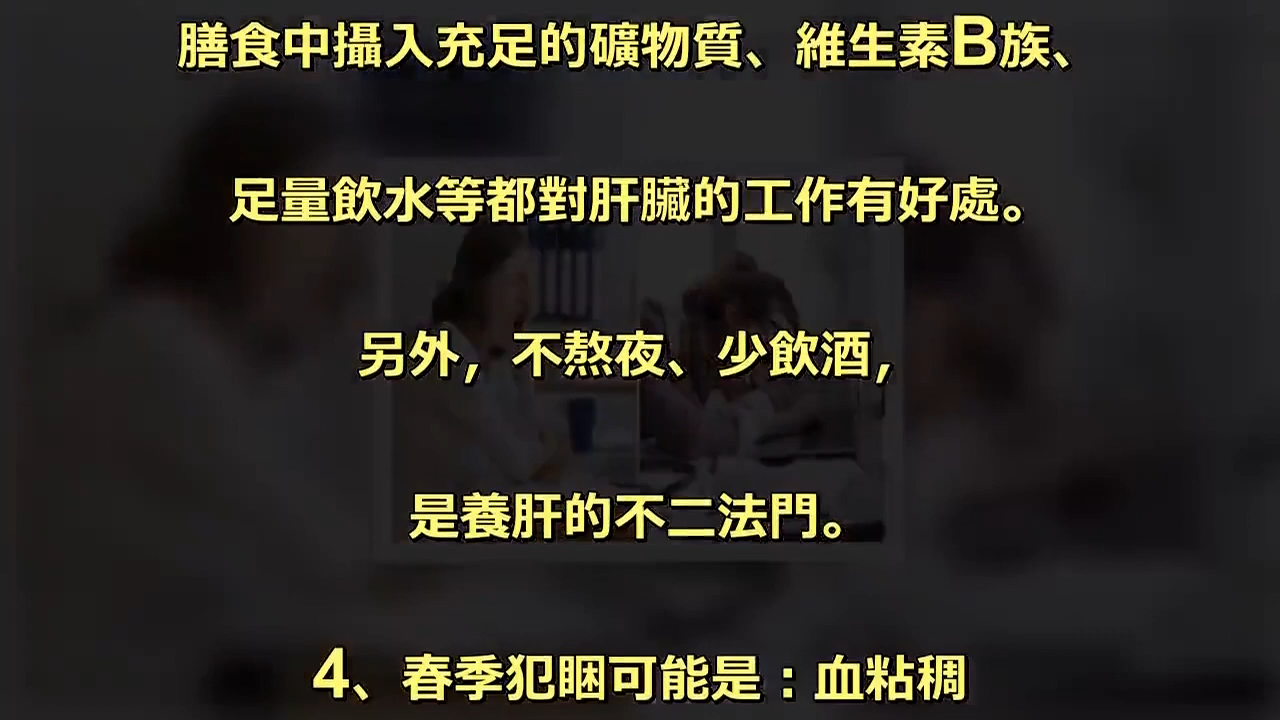 膳食中攝入充足的礦物質、維生素B族、
足量飲水等都對肝臟的工作有好處。
另外，不熬夜、少飲酒，
是養肝的不二法門。
4、春季犯睏可能是：血粘稠